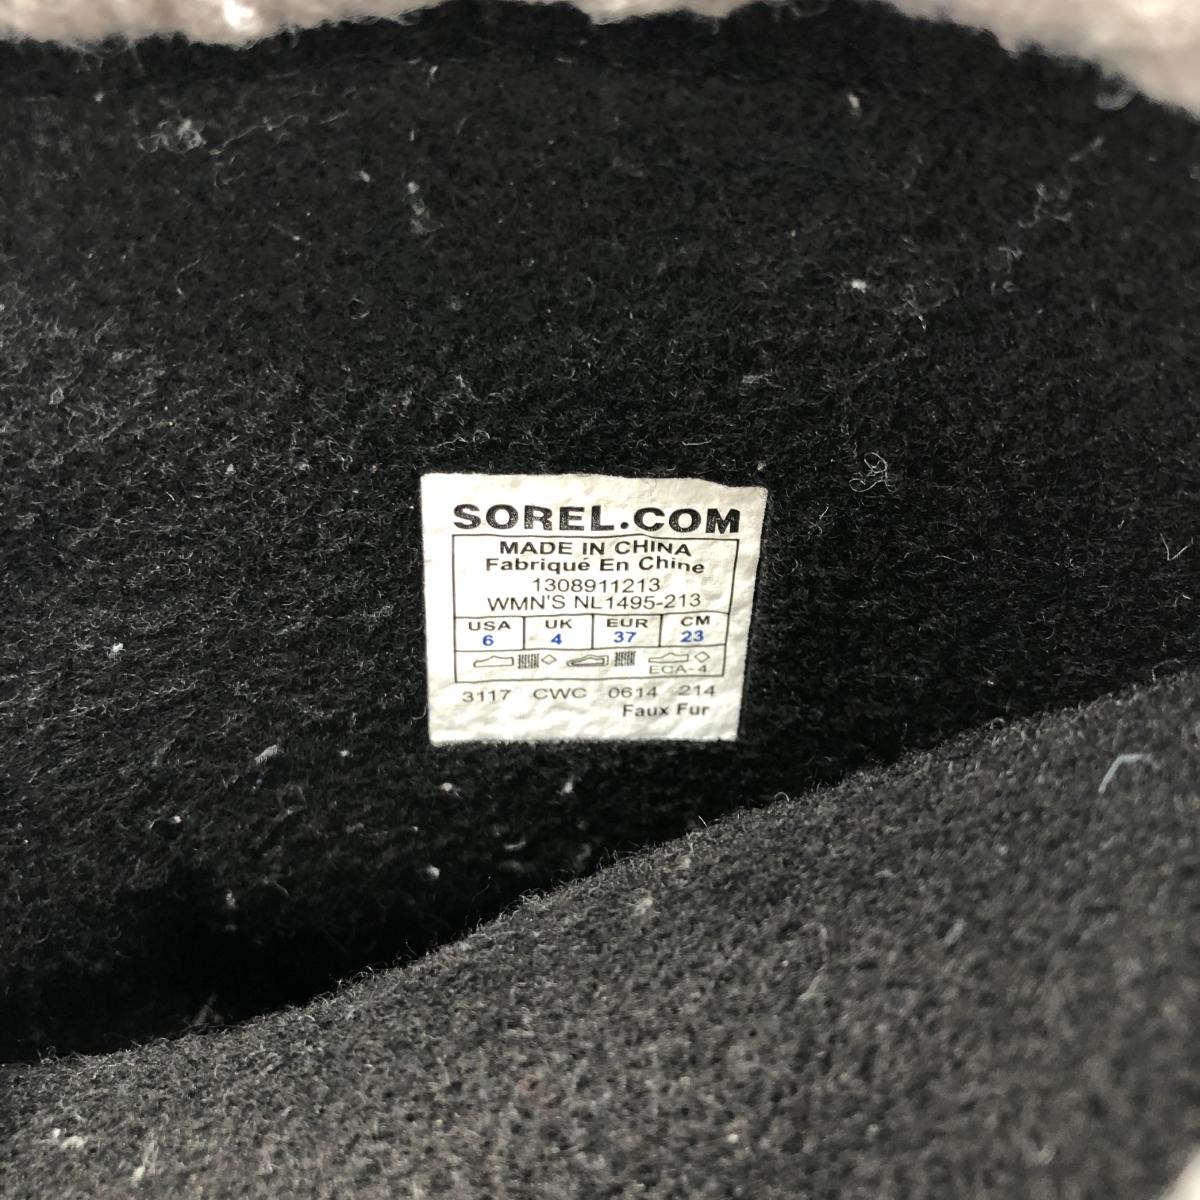 SOREL.COM
MADE IN CHINA
Fabriqué En Chine
1308911213
WMN'S NL1495-213
USA UK EUR CM
6 4 37 23
ECA-4
3117 CWC 0614 214
Faux Fur